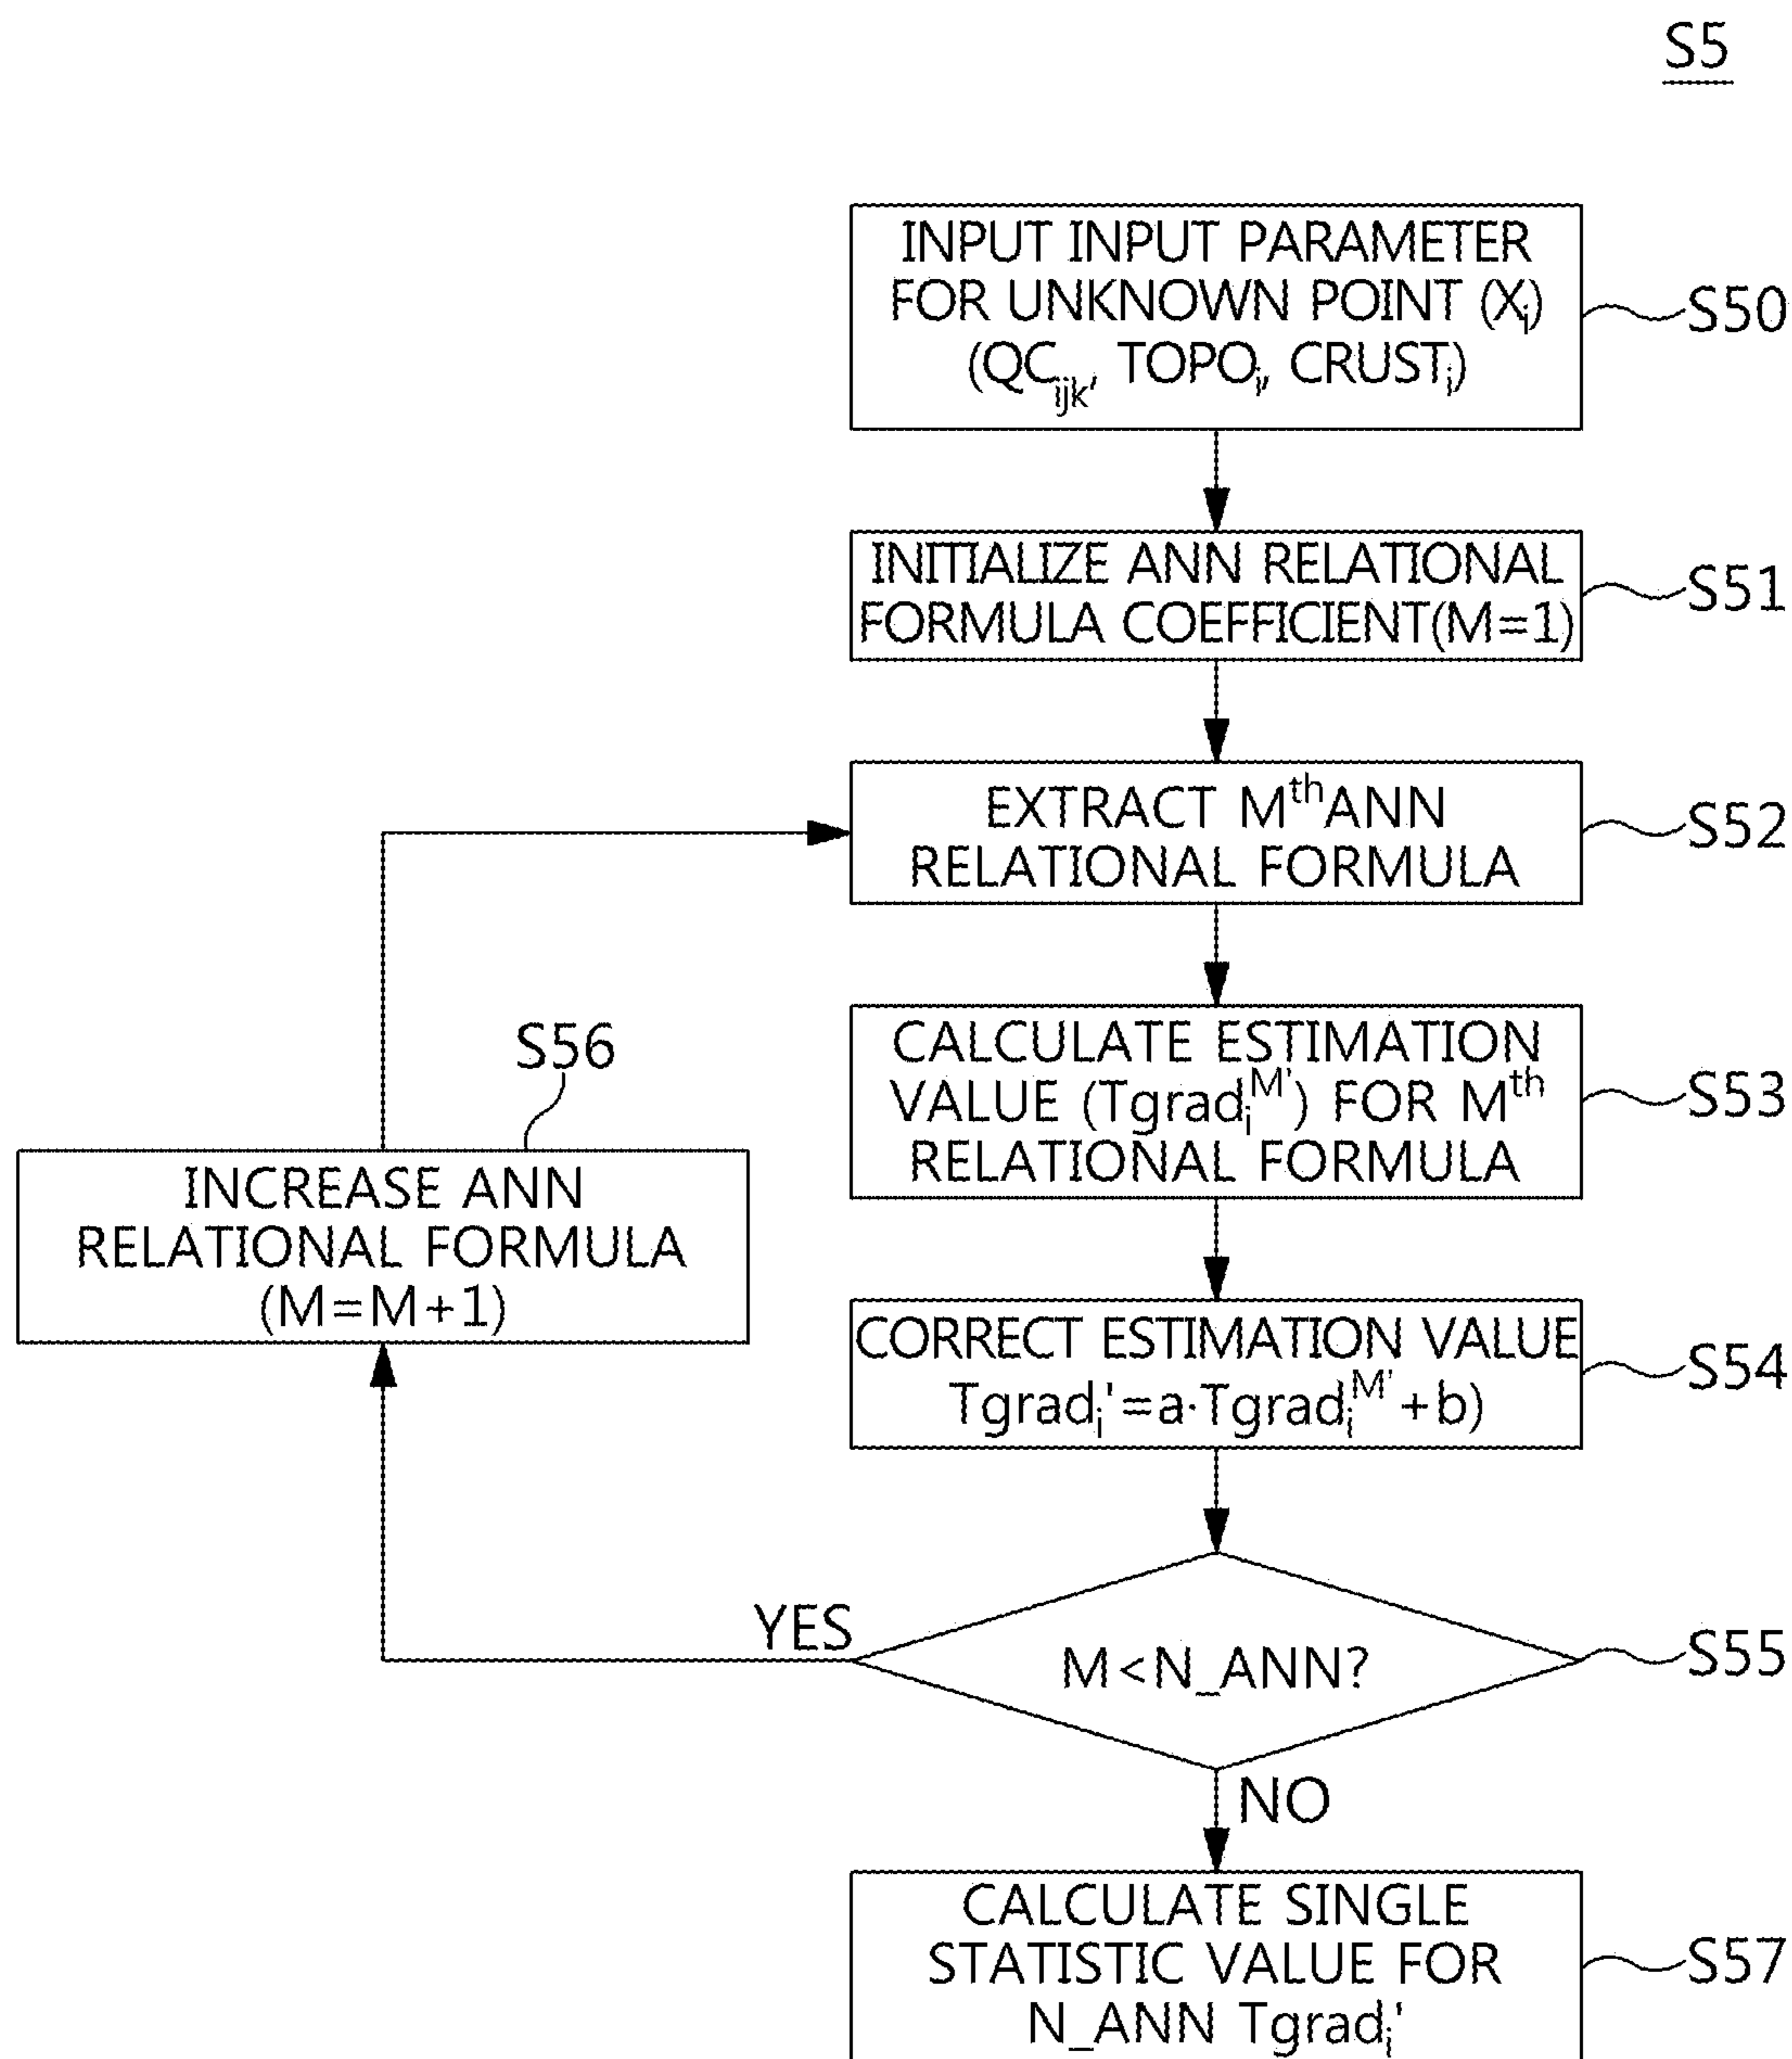 S5
INPUT INPUT PARAMETER
FOR UNKNOWN POINT (Xᵢ)
(QCᵢⱼₖ, TOPOᵢ, CRUSTᵢ)
S50
INITIALIZE ANN RELATIONAL
FORMULA COEFFICIENT(M=1)
S51
EXTRACT Mᵗʰ ANN
RELATIONAL FORMULA
S52
CALCULATE ESTIMATION
VALUE (Tgradᵢᴹ') FOR Mᵗʰ
RELATIONAL FORMULA
S53
S56
INCREASE ANN
RELATIONAL FORMULA
(M=M+1)
CORRECT ESTIMATION VALUE
Tgradᵢ'=a·Tgradᵢᴹ'+b)
S54
YES
M<N_ANN?
S55
NO
CALCULATE SINGLE
STATISTIC VALUE FOR
N_ANN Tgradᵢ'
S57